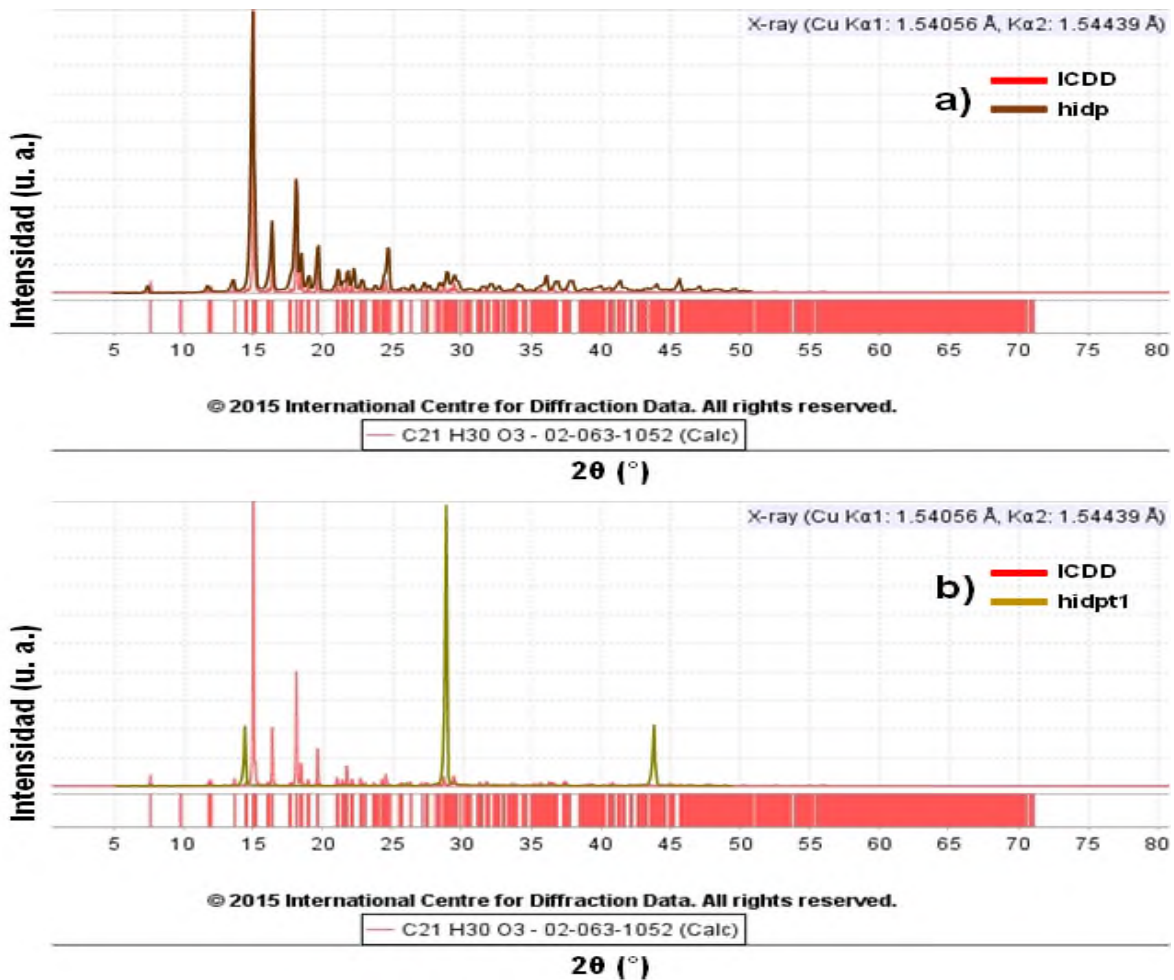 X-ray (Cu Kα1: 1.54056 Å, Kα2: 1.54439 Å)
ICDD
a)
hidp
Intensidad (u. a.)
5 10 15 20 25 30 35 40 45 50 55 60 65 70 75 80
© 2015 International Centre for Diffraction Data. All rights reserved.
C21 H30 O3 - 02-063-1052 (Calc)
2θ (°)
X-ray (Cu Kα1: 1.54056 Å, Kα2: 1.54439 Å)
ICDD
b)
hidpt1
Intensidad (u. a.)
5 10 15 20 25 30 35 40 45 50 55 60 65 70 75 80
© 2015 International Centre for Diffraction Data. All rights reserved.
C21 H30 O3 - 02-063-1052 (Calc)
2θ (°)